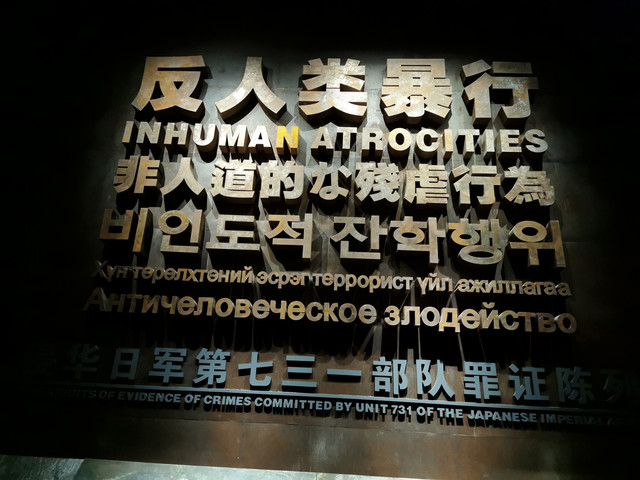 反人类暴行
INHUMAN ATROCITIES
非人道的な残虐行為
비인도적 잔학행위
Хүн төрөлхтөний эсрэг террорист үйл ажиллагаа
Античеловеческое злодейство
华日军第七三一部队罪证陈列
OF EVIDENCE OF CRIMES COMMITTED BY UNIT 731 OF THE JAPANESE IMPERIAL